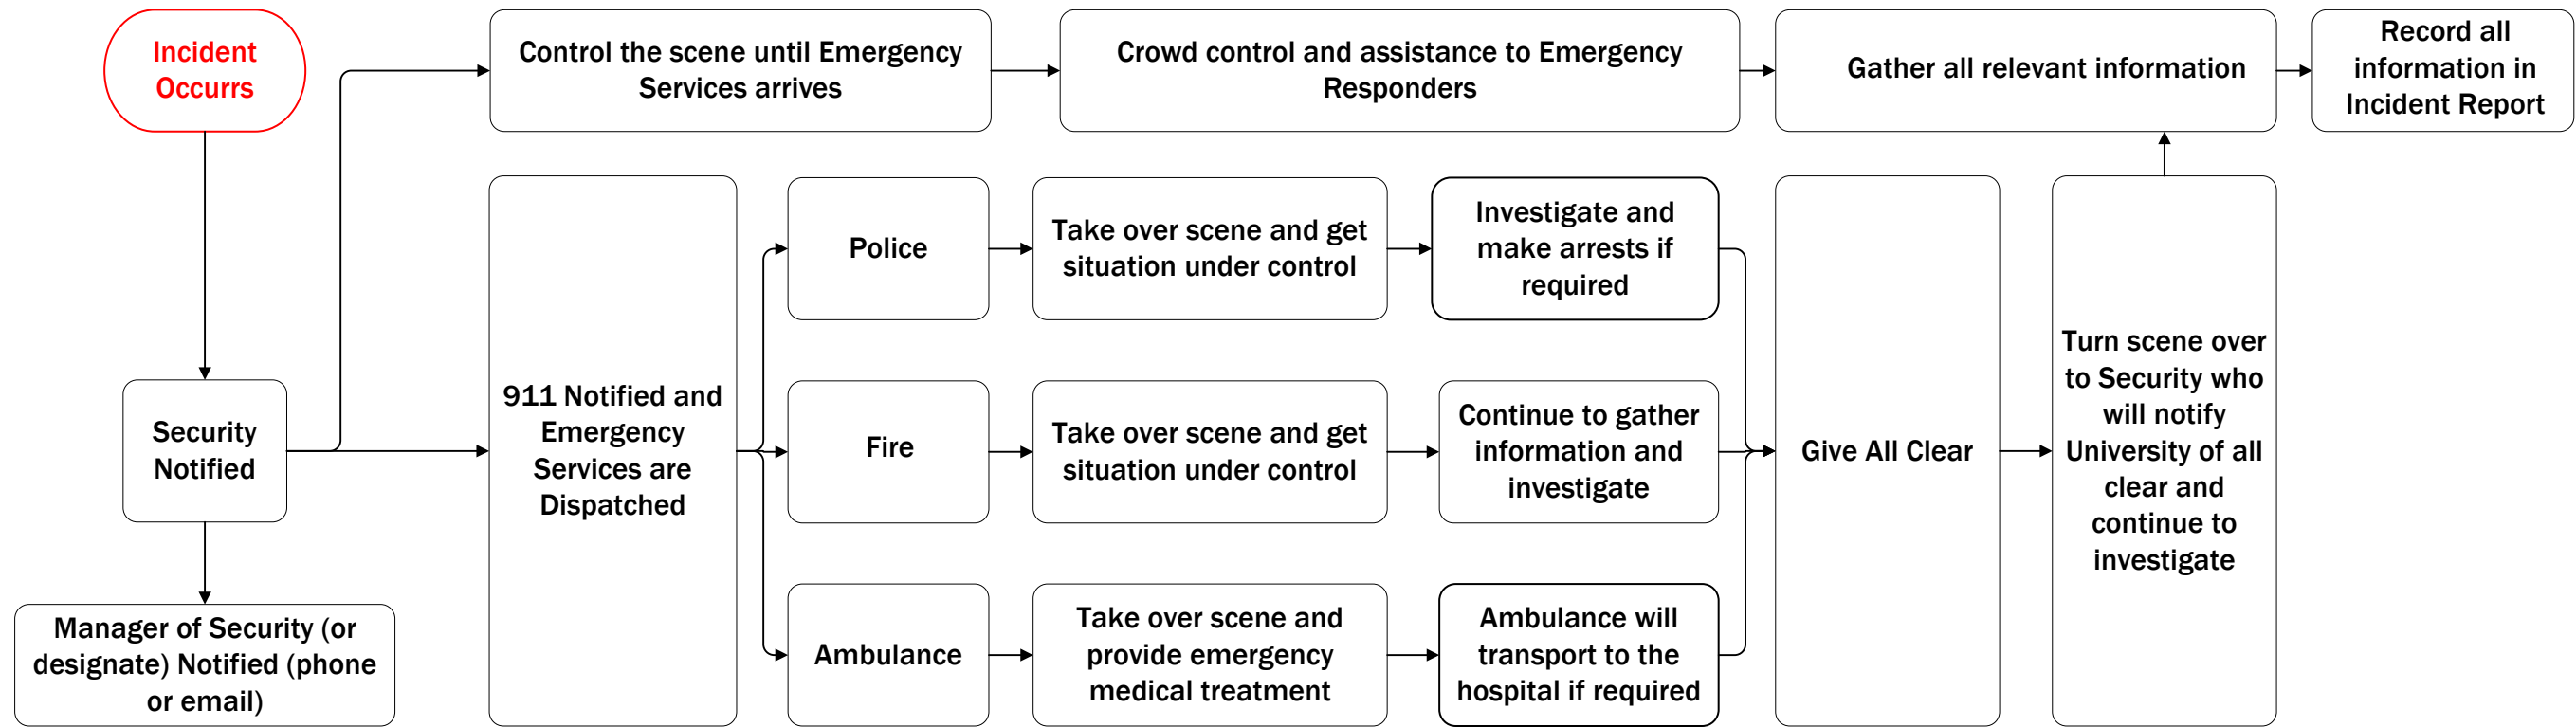 Incident
Occurrs
Control the scene until Emergency
Services arrives
Crowd control and assistance to Emergency
Responders
Gather all relevant information
Record all
information in
Incident Report
Security
Notified
Manager of Security (or
designate) Notified (phone
or email)
911 Notified and
Emergency
Services are
Dispatched
Police
Take over scene and get
situation under control
Investigate and
make arrests if
required
Fire
Take over scene and get
situation under control
Continue to gather
information and
investigate
Ambulance
Take over scene and
provide emergency
medical treatment
Ambulance will
transport to the
hospital if required
Give All Clear
Turn scene over
to Security who
will notify
University of all
clear and
continue to
investigate